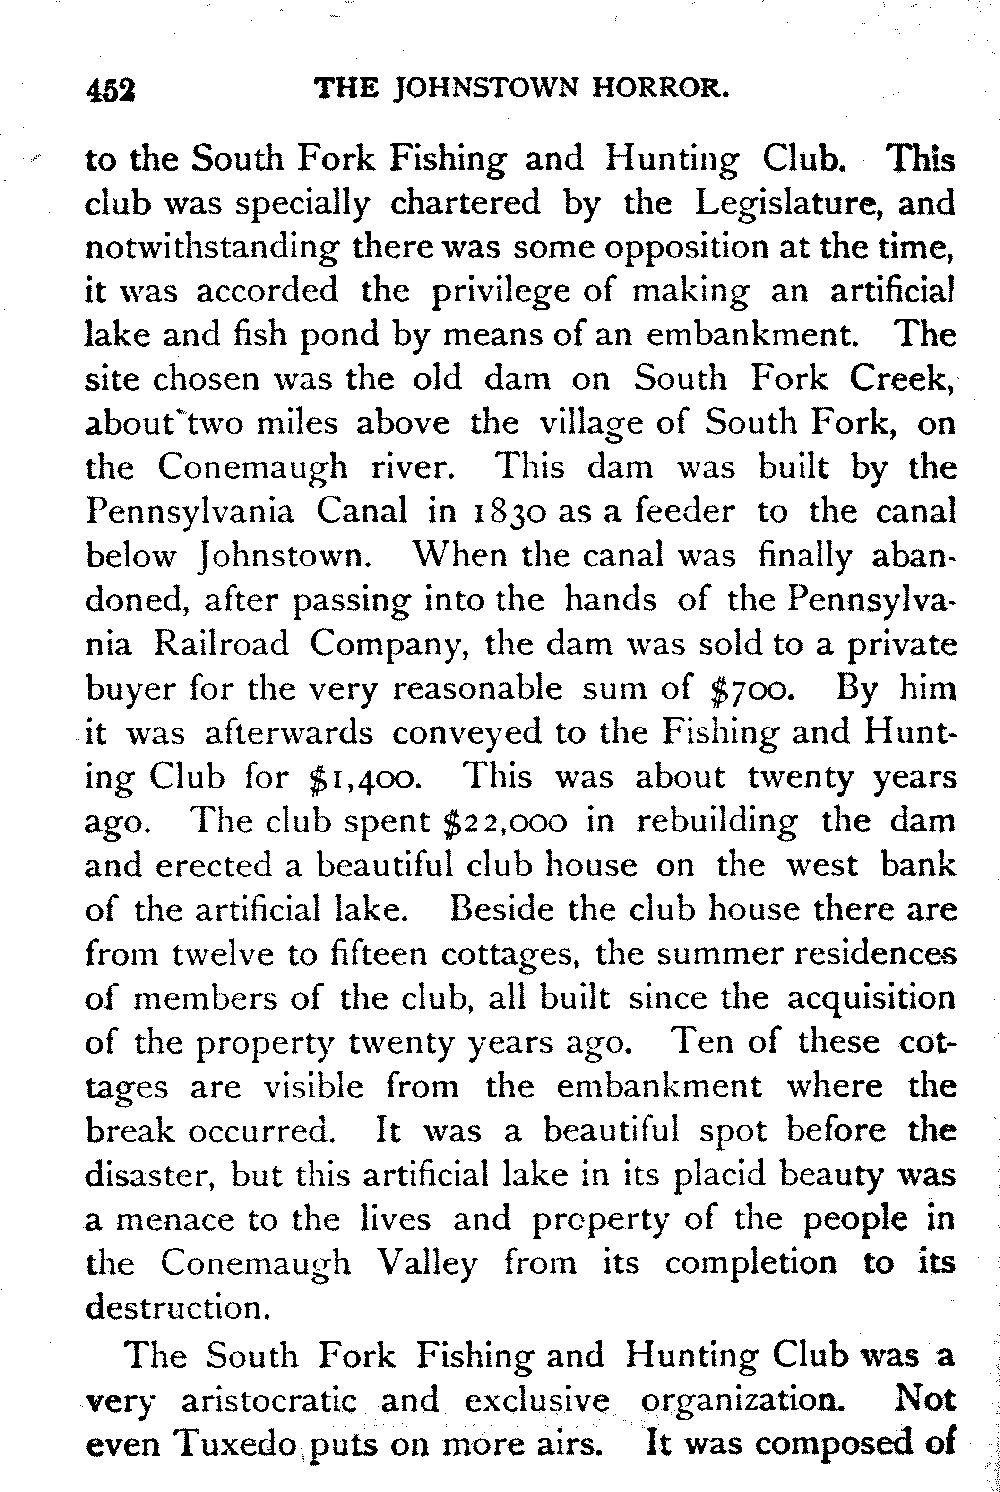 452 THE JOHNSTOWN HORROR.
to the South Fork Fishing and Hunting Club. This
club was specially chartered by the Legislature, and
notwithstanding there was some opposition at the time,
it was accorded the privilege of making an artificial
lake and fish pond by means of an embankment. The
site chosen was the old dam on South Fork Creek,
about two miles above the village of South Fork, on
the Conemaugh river. This dam was built by the
Pennsylvania Canal in 1830 as a feeder to the canal
below Johnstown. When the canal was finally aban-
doned, after passing into the hands of the Pennsylva-
nia Railroad Company, the dam was sold to a private
buyer for the very reasonable sum of $700. By him
it was afterwards conveyed to the Fishing and Hunt-
ing Club for $1,400. This was about twenty years
ago. The club spent $22,000 in rebuilding the dam
and erected a beautiful club house on the west bank
of the artificial lake. Beside the club house there are
from twelve to fifteen cottages, the summer residences
of members of the club, all built since the acquisition
of the property twenty years ago. Ten of these cot-
tages are visible from the embankment where the
break occurred. It was a beautiful spot before the
disaster, but this artificial lake in its placid beauty was
a menace to the lives and property of the people in
the Conemaugh Valley from its completion to its
destruction.
The South Fork Fishing and Hunting Club was a
very aristocratic and exclusive organization. Not
even Tuxedo puts on more airs. It was composed of